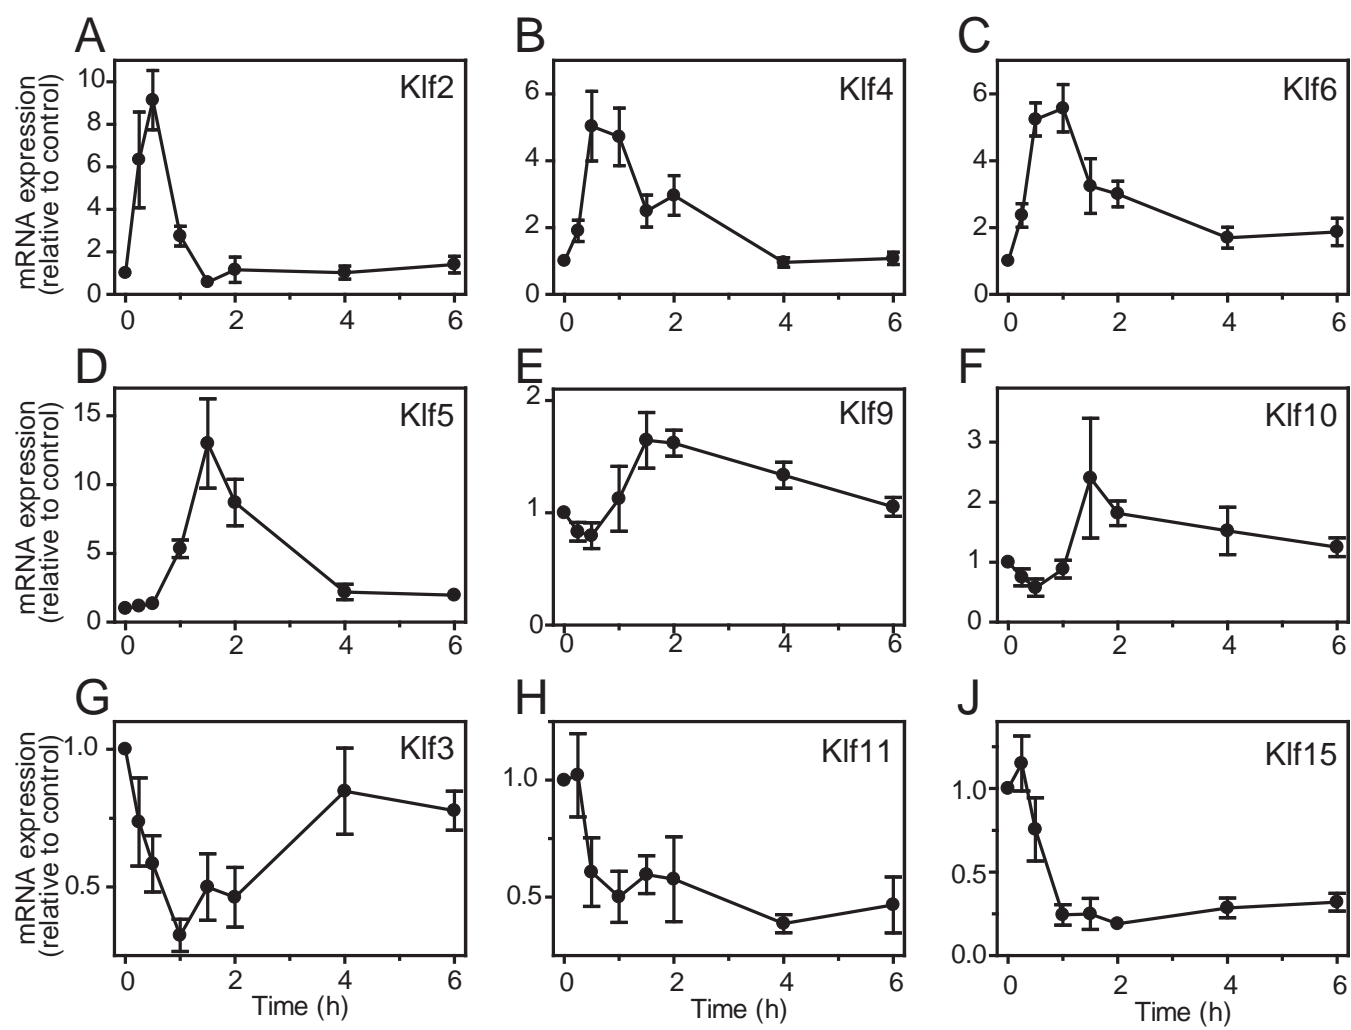 A
B
C
mRNA expression
(relative to control)
10
8
6
4
2
0
Klf2
0 2 4 6
6
4
2
0
Klf4
0 2 4 6
6
4
2
0
Klf6
0 2 4 6
D
E
F
mRNA expression
(relative to control)
15
10
5
0
Klf5
0 2 4 6
2
1
0
Klf9
0 2 4 6
3
2
1
0
Klf10
0 2 4 6
G
H
J
mRNA expression
(relative to control)
1.0
0.5
Klf3
0 2 4 6
Time (h)
1.0
0.5
Klf11
0 2 4 6
Time (h)
1.0
0.5
0.0
Klf15
0 2 4 6
Time (h)